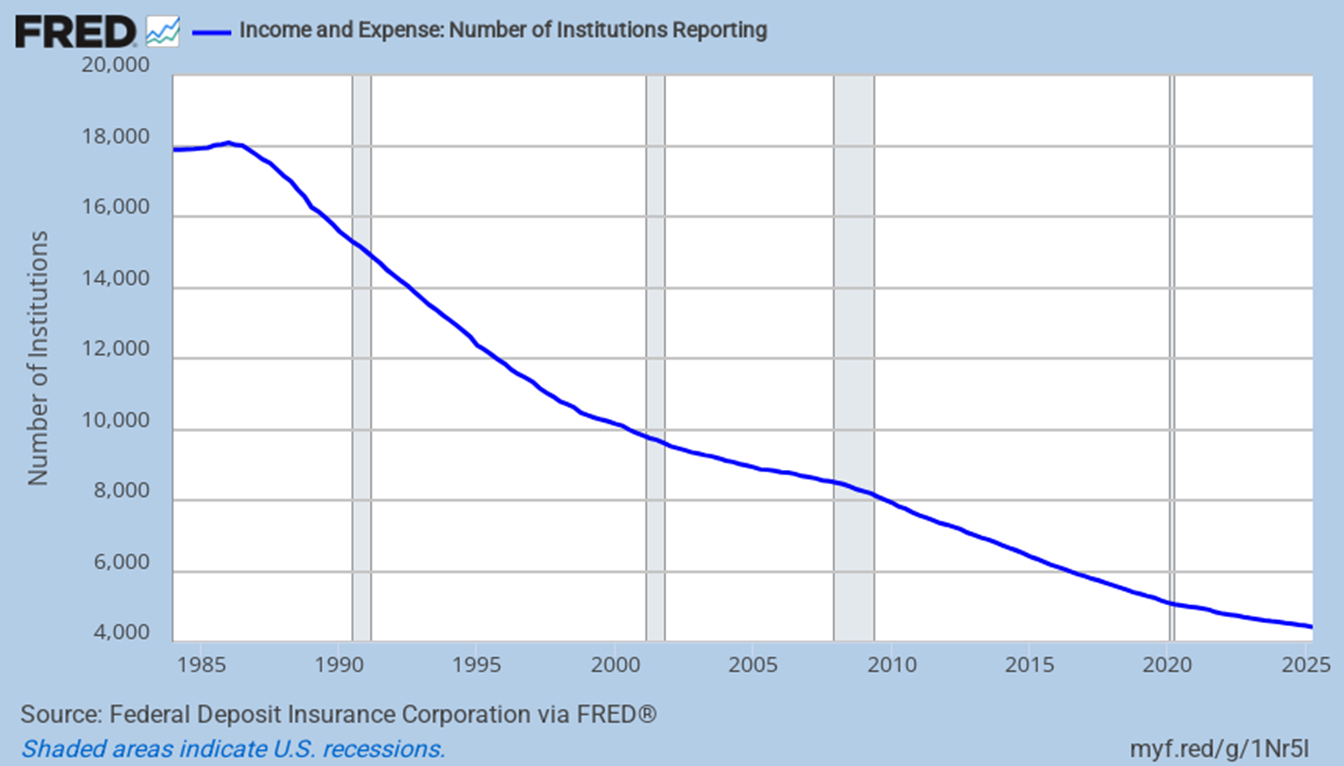 FRED Income and Expense: Number of Institutions Reporting
20,000
18,000
16,000
14,000
12,000
10,000
8,000
6,000
4,000
Number of Institutions
1985 1990 1995 2000 2005 2010 2015 2020 2025
Source: Federal Deposit Insurance Corporation via FRED®
Shaded areas indicate U.S. recessions. myf.red/g/1Nr5l